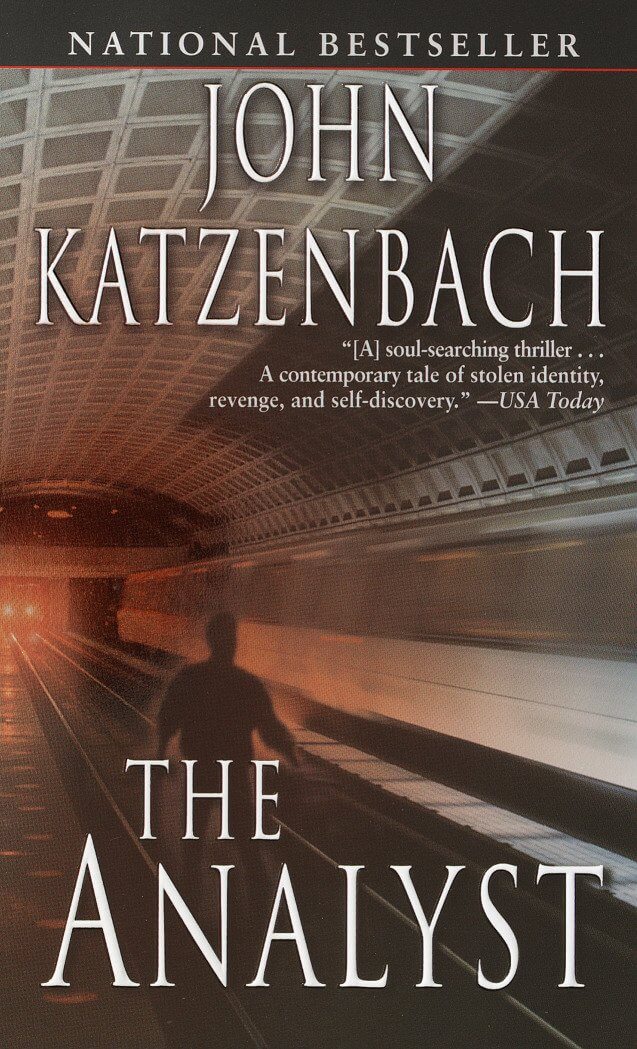 NATIONAL BESTSELLER
JOHN
KATZENBACH
“[A] soul-searching thriller . . .
A contemporary tale of stolen identity,
revenge, and self-discovery.” —USA Today
THE
ANALYST